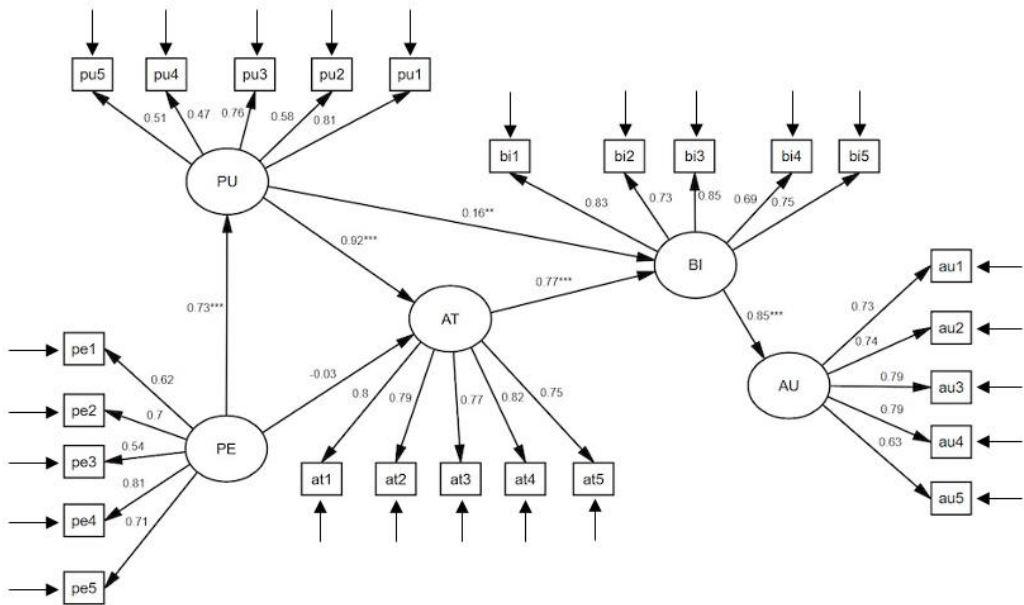 pu5 pu4 pu3 pu2 pu1
0.51 0.47 0.76 0.58 0.81
PU
bi1 bi2 bi3 bi4 bi5
0.83 0.73 0.85 0.69 0.75
BI
0.16**
0.92***
0.77***
0.73***
AT
-0.03
0.85***
au1
0.73
au2
0.74
AU
au3
0.79
au4
0.79
au5
0.63
pe1
0.62
pe2
0.7
PE
pe3
0.54
pe4
0.81
pe5
0.71
0.8 0.79 0.77 0.82 0.75
at1 at2 at3 at4 at5